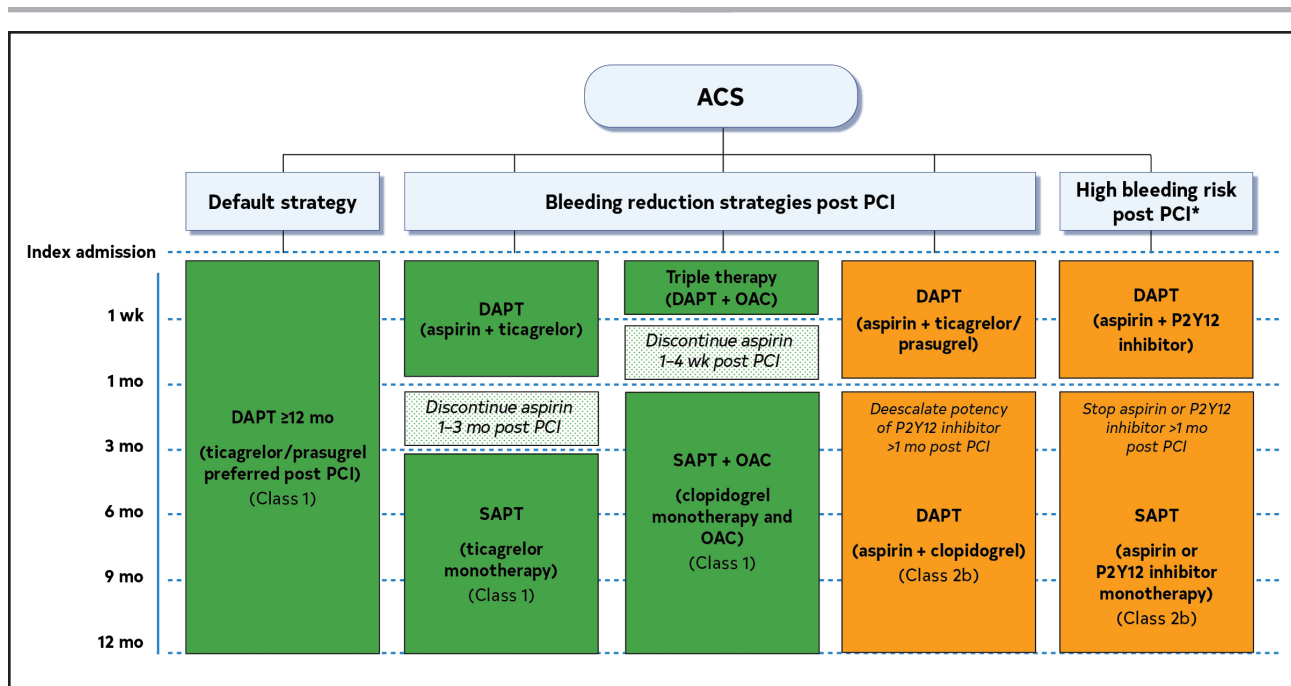 ACS
Default strategy
Bleeding reduction strategies post PCI
High bleeding risk
post PCI*
Index admission
1 wk
1 mo
3 mo
6 mo
9 mo
12 mo
DAPT ≥12 mo
(ticagrelor/prasugrel
preferred post PCI)
(Class 1)
DAPT
(aspirin + ticagrelor)
Discontinue aspirin
1–3 mo post PCI
SAPT
(ticagrelor
monotherapy)
(Class 1)
Triple therapy
(DAPT + OAC)
Discontinue aspirin
1–4 wk post PCI
SAPT + OAC
(clopidogrel
monotherapy and
OAC)
(Class 1)
DAPT
(aspirin + ticagrelor/
prasugrel)
Deescalate potency
of P2Y12 inhibitor
>1 mo post PCI
DAPT
(aspirin + clopidogrel)
(Class 2b)
DAPT
(aspirin + P2Y12
inhibitor)
Stop aspirin or P2Y12
inhibitor >1 mo
post PCI
SAPT
(aspirin or
P2Y12 inhibitor
monotherapy)
(Class 2b)